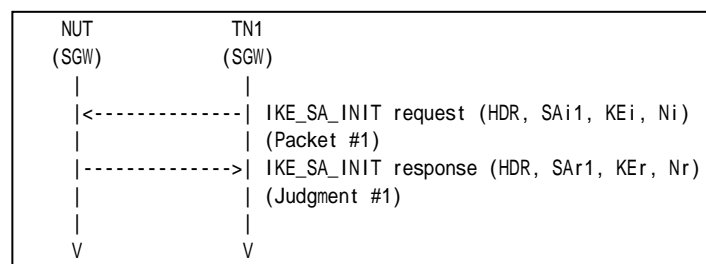 NUT TN1
(SGW) (SGW)
| |
|<--------------| IKE_SA_INIT request (HDR, SAi1, KEi, Ni)
| | (Packet #1)
|-------------->| IKE_SA_INIT response (HDR, SAr1, KEr, Nr)
| | (Judgment #1)
| |
V V